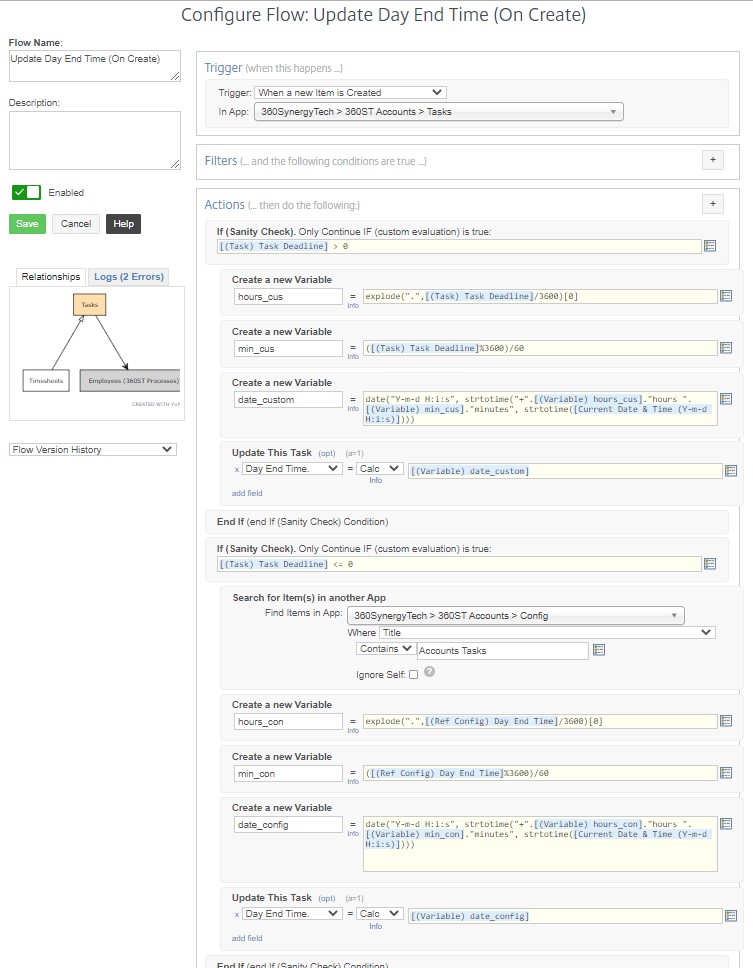 Configure Flow: Update Day End Time (On Create)
Flow Name:
Update Day End Time (On Create)
Description:
Enabled
Save Cancel Help
Relationships Logs (2 Errors)
Tasks
Timesheets Employees (360ST Processes)
CREATED WITH YUM
Flow Version History
Trigger (when this happens ...)
Trigger: When a new Item is Created
In App: 360SynergyTech > 360ST Accounts > Tasks
Filters (... and the following conditions are true ...) +
Actions (... then do the following:) +
If (Sanity Check). Only Continue IF (custom evaluation) is true:
[(Task) Task Deadline] > 0
Create a new Variable
hours_cus = explode(".",[(Task) Task Deadline]/3600)[0]
Info
Create a new Variable
min_cus = ([(Task) Task Deadline]%3600)/60
Info
Create a new Variable
date_custom = date("Y-m-d H:i:s", strtotime("+".[(Variable) hours_cus]."hours ".
Info [(Variable) min_cus]."minutes", strtotime([Current Date & Time (Y-m-d
H:i:s)])))
Update This Task (opt) (a=1)
x Day End Time. = Calc [(Variable) date_custom]
Info
add field
End If (end If (Sanity Check) Condition)
If (Sanity Check). Only Continue IF (custom evaluation) is true:
[(Task) Task Deadline] <= 0
Search for Item(s) in another App
Find Items in App: 360SynergyTech > 360ST Accounts > Config
Where Title
Contains Accounts Tasks
Ignore Self: ?
Create a new Variable
hours_con = explode(".",[(Ref Config) Day End Time]/3600)[0]
Info
Create a new Variable
min_con = ([(Ref Config) Day End Time]%3600)/60
Info
Create a new Variable
date_config = date("Y-m-d H:i:s", strtotime("+".[(Variable) hours_con]."hours ".
Info [(Variable) min_con]."minutes", strtotime([Current Date & Time (Y-m-d
H:i:s)])))
Update This Task (opt) (a=1)
x Day End Time. = Calc [(Variable) date_config]
Info
add field
End If (end If (Sanity Check) Condition)